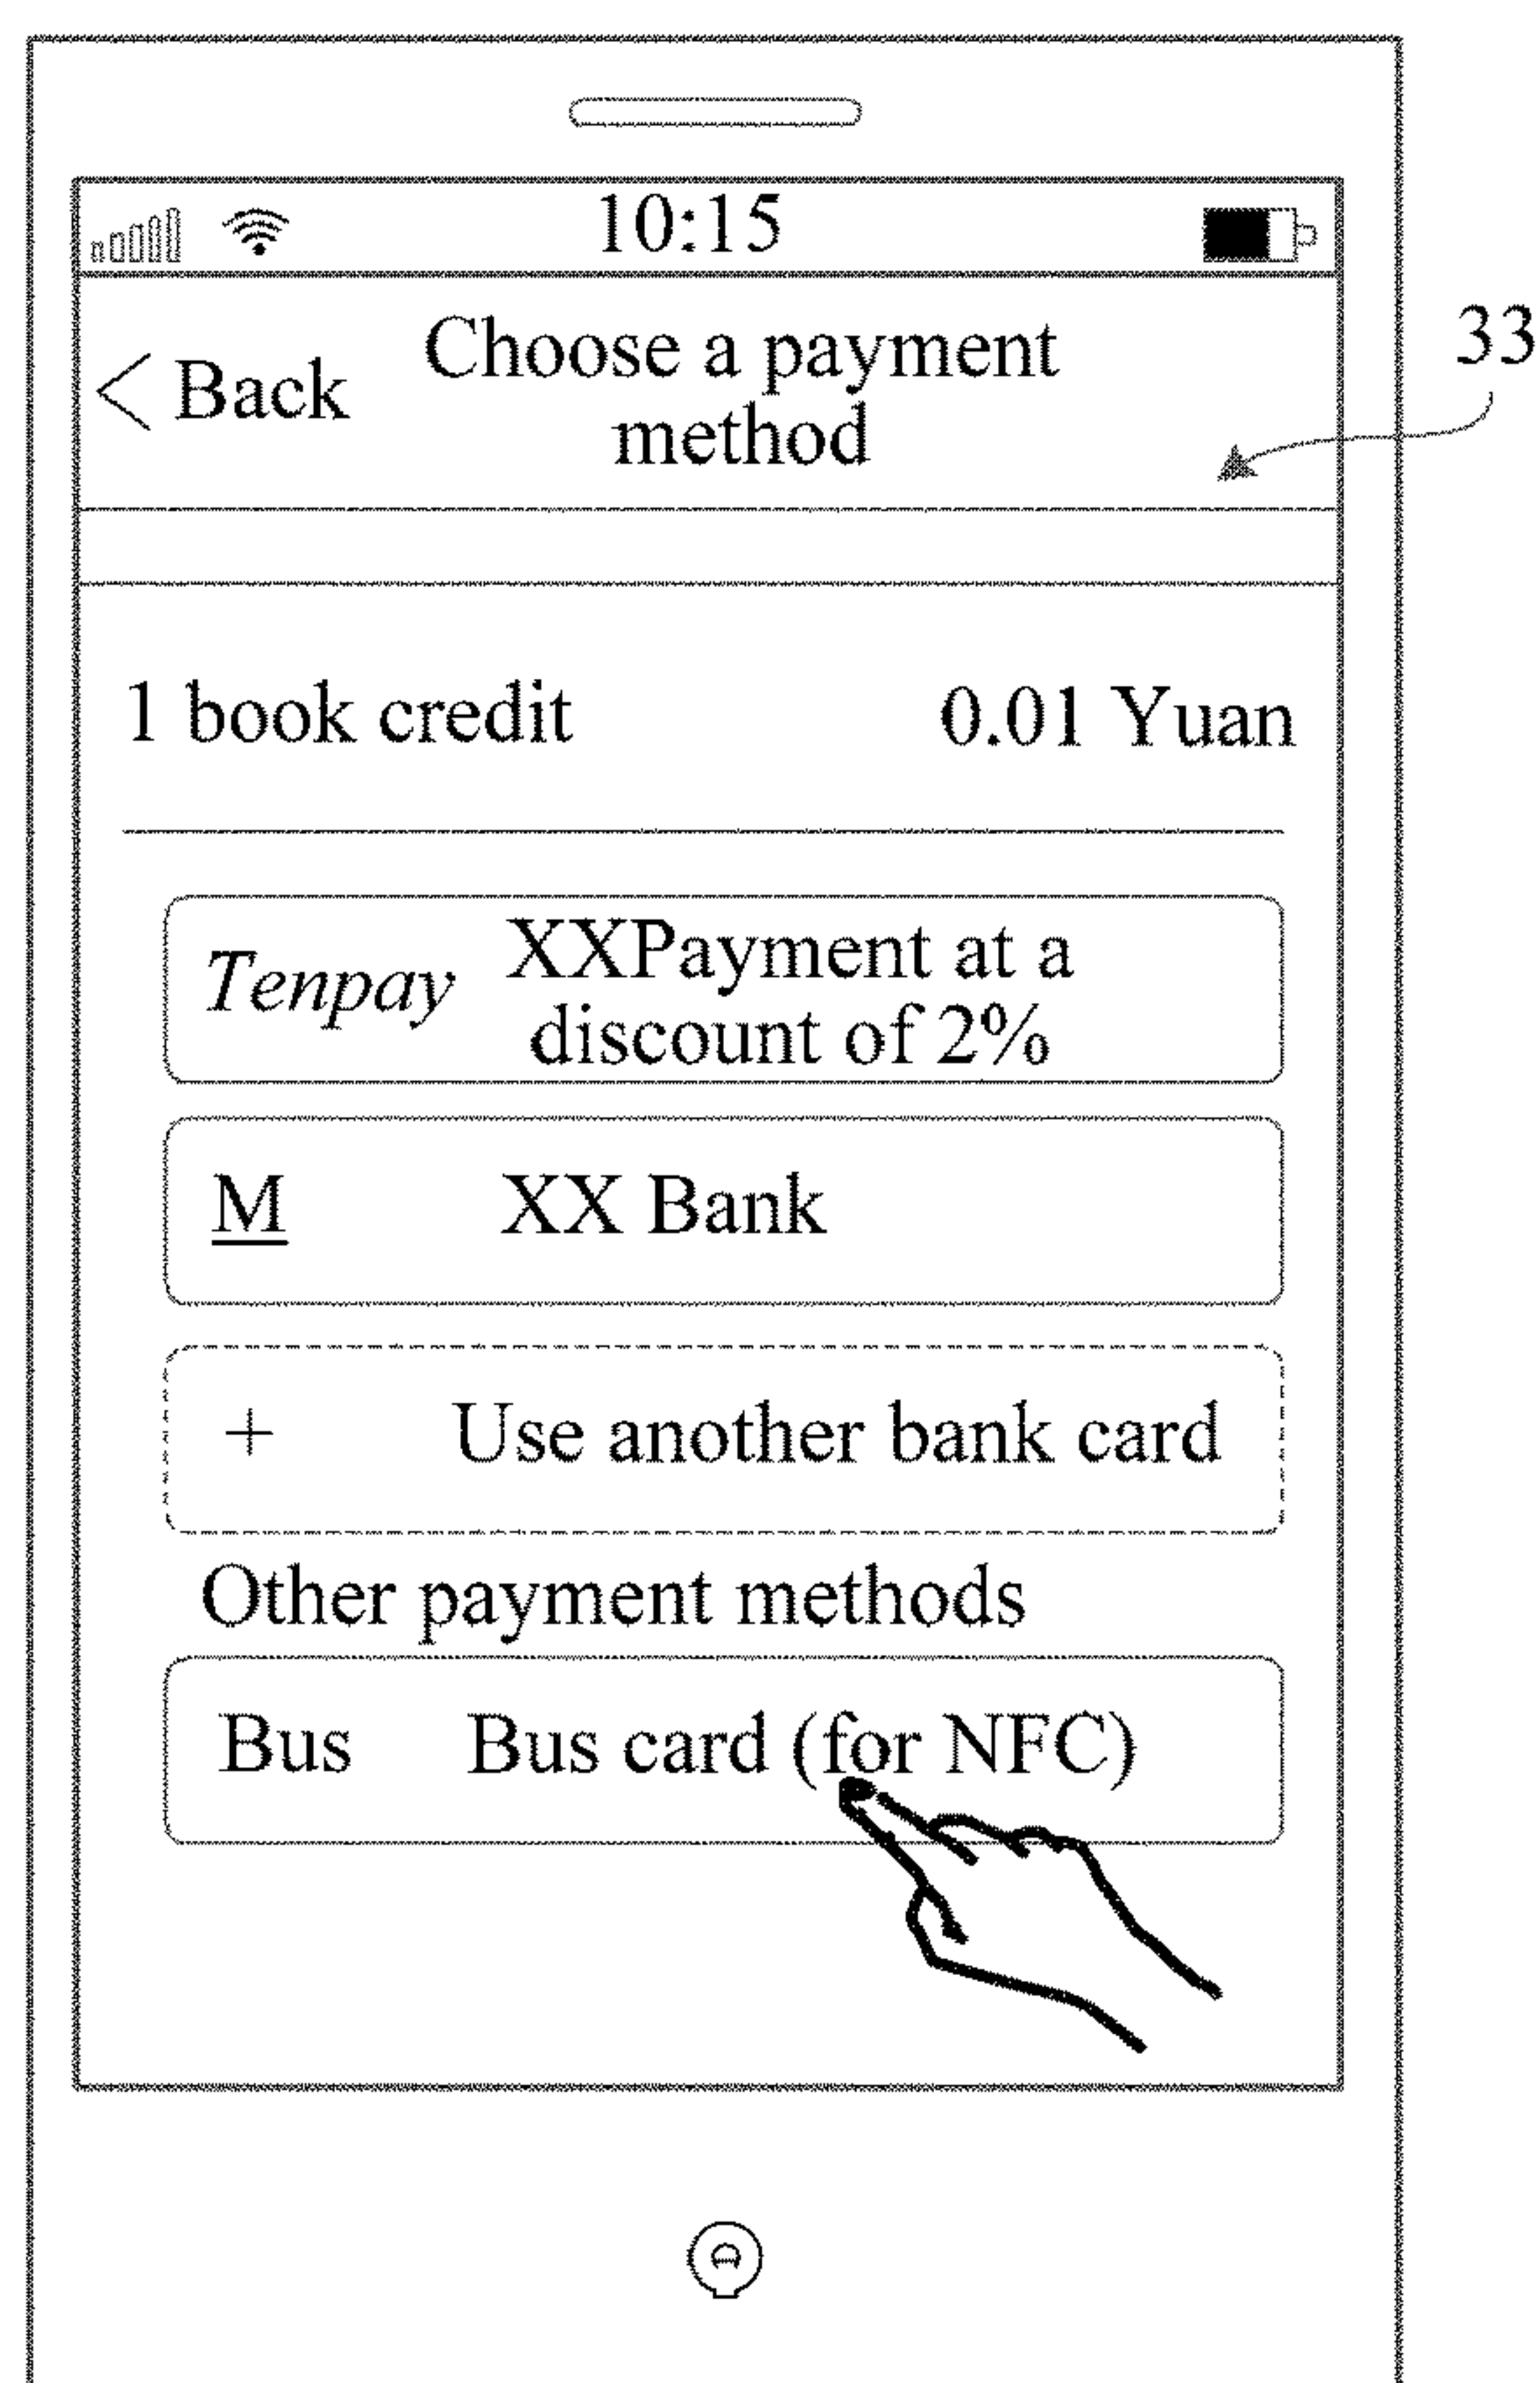 10:15
33
< Back
Choose a payment
method
1 book credit 0.01 Yuan
Tenpay XXPayment at a
discount of 2%
M XX Bank
+ Use another bank card
Other payment methods
Bus Bus card (for NFC)